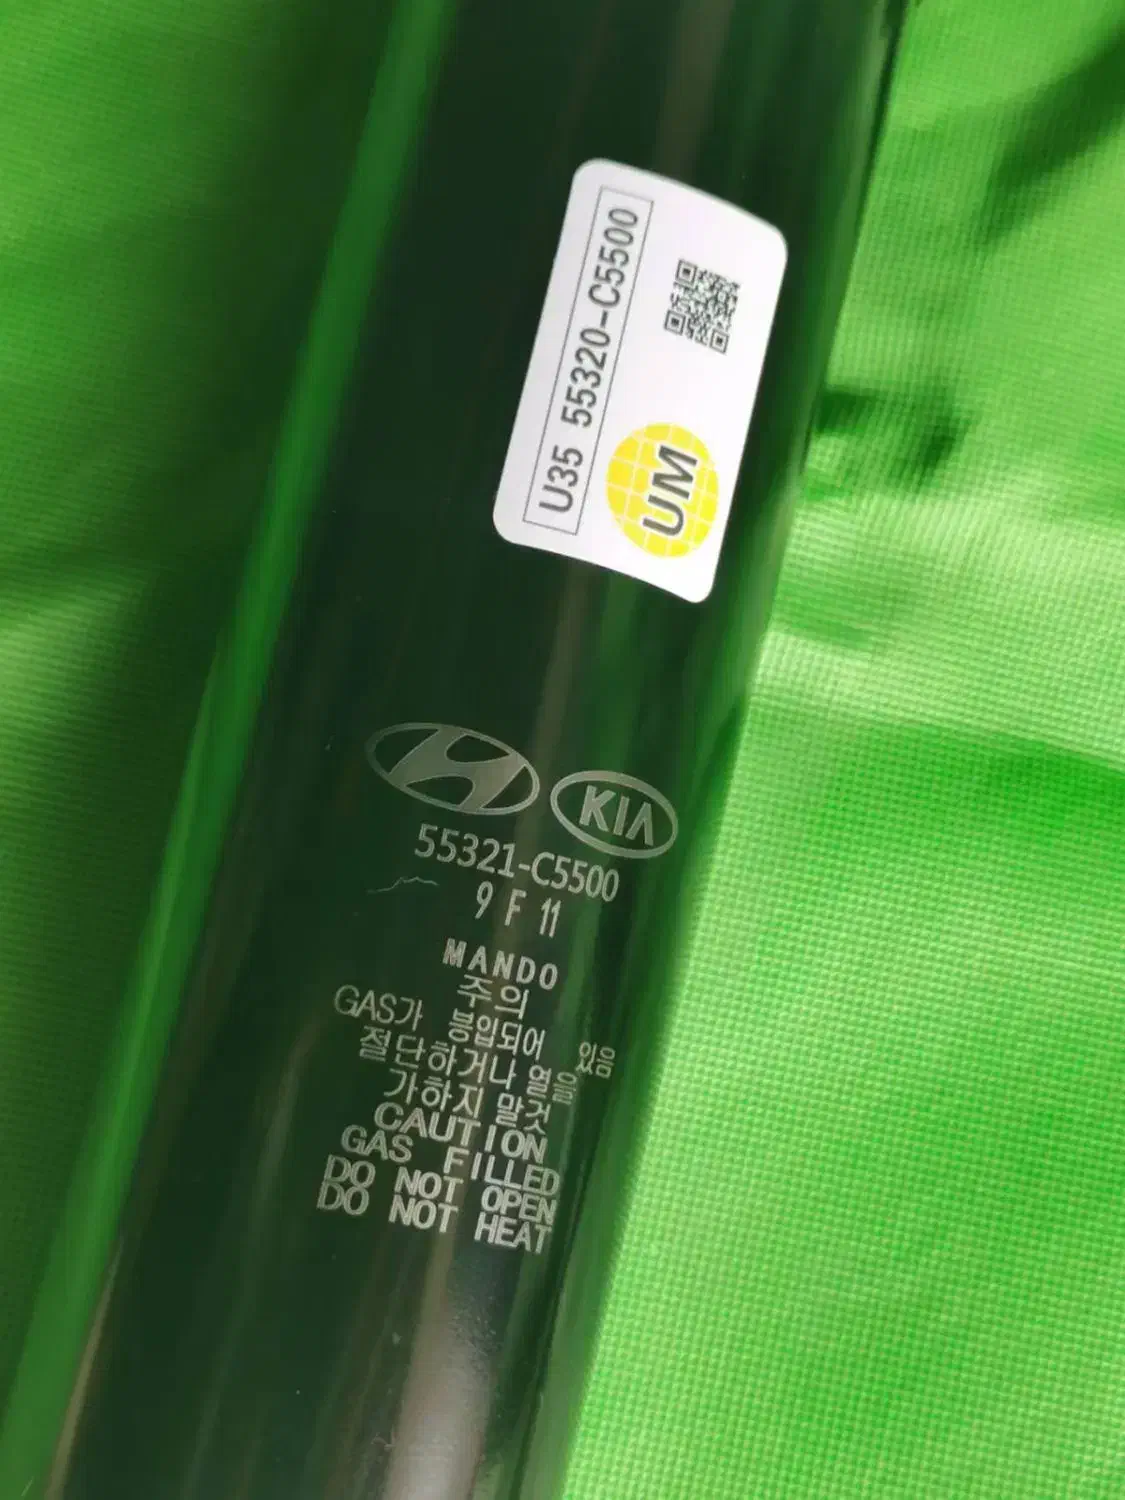 U35 55320-C5500
UM
KIA
55321-C5500
9 F 11
MANDO
주의
GAS가 봉입되어 있음
절단하거나 열을
가하지 말것
CAUTION
GAS FILLED
DO NOT OPEN
DO NOT HEAT